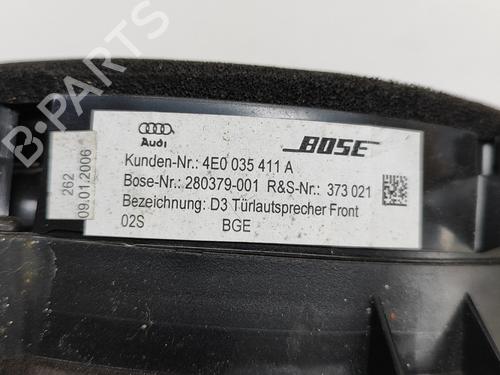 Audi
BOSE
Kunden-Nr.: 4E0 035 411 A
Bose-Nr.: 280379-001 R&S-Nr.: 373 021
Bezeichnung: D3 Türlautsprecher Front
02S BGE
262
09.01.2006
B-PARTS